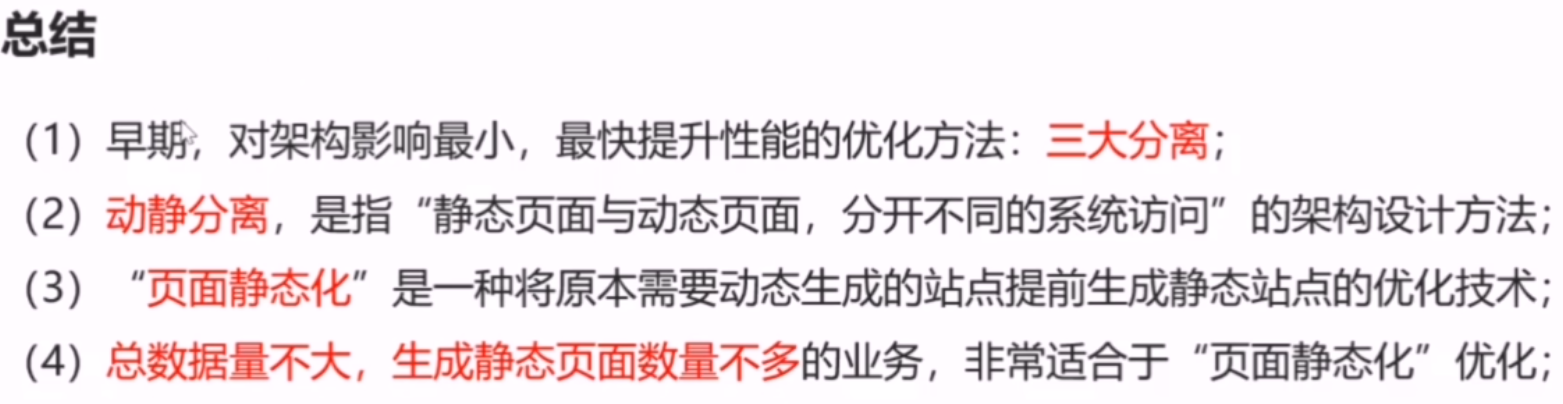 总结
（1）早期，对架构影响最小，最快提升性能的优化方法：三大分离；
（2）动静分离，是指“静态页面与动态页面，分开不同的系统访问”的架构设计方法；
（3）“页面静态化”是一种将原本需要动态生成的站点提前生成静态站点的优化技术；
（4）总数据量不大，生成静态页面数量不多的业务，非常适合于“页面静态化”优化；